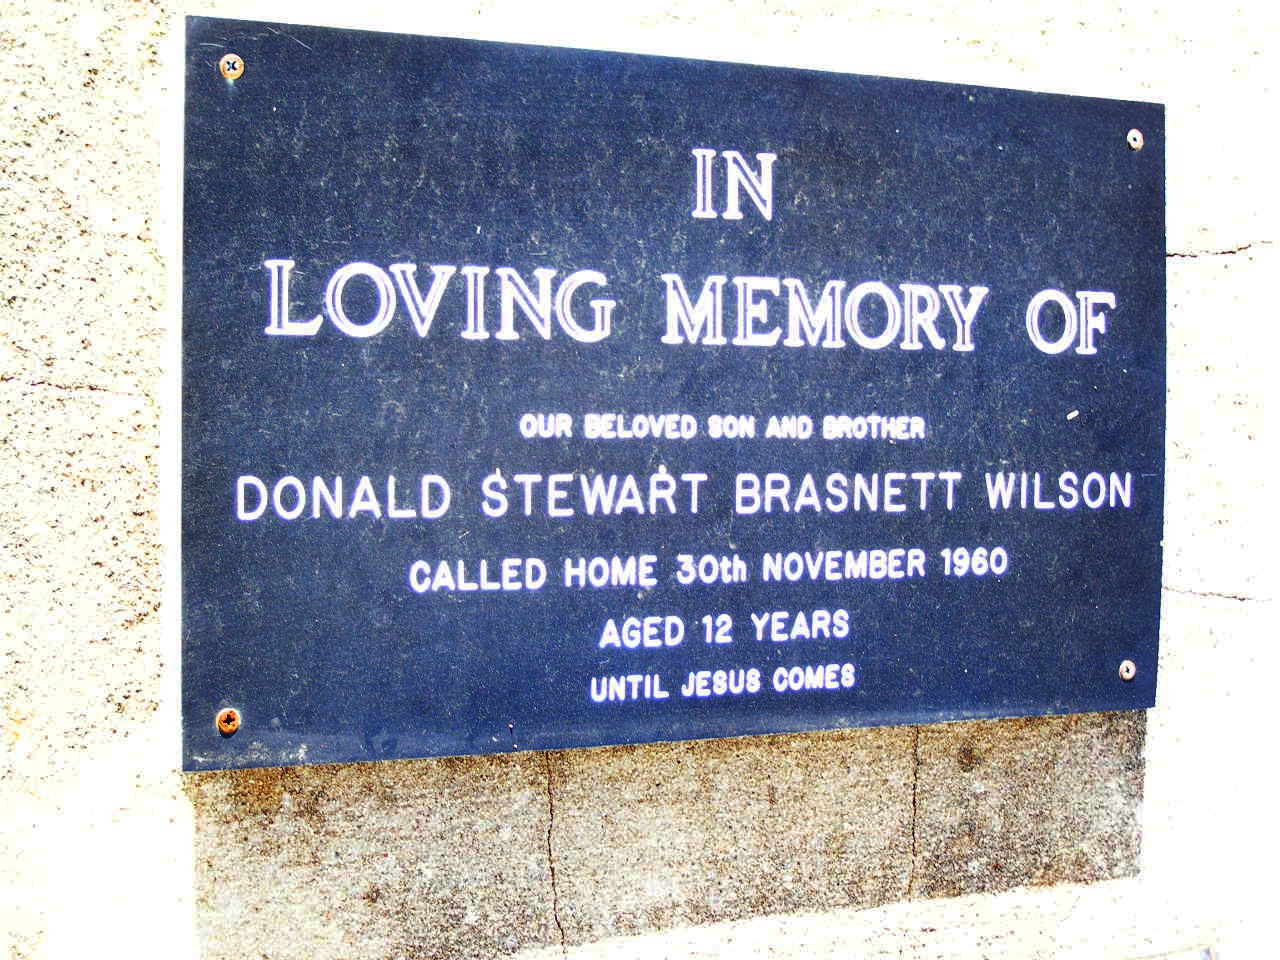 IN
LOVING MEMORY OF
OUR BELOVED SON AND BROTHER
DONALD STEWART BRASNETT WILSON
CALLED HOME 30th NOVEMBER 1960
AGED 12 YEARS
UNTIL JESUS COMES